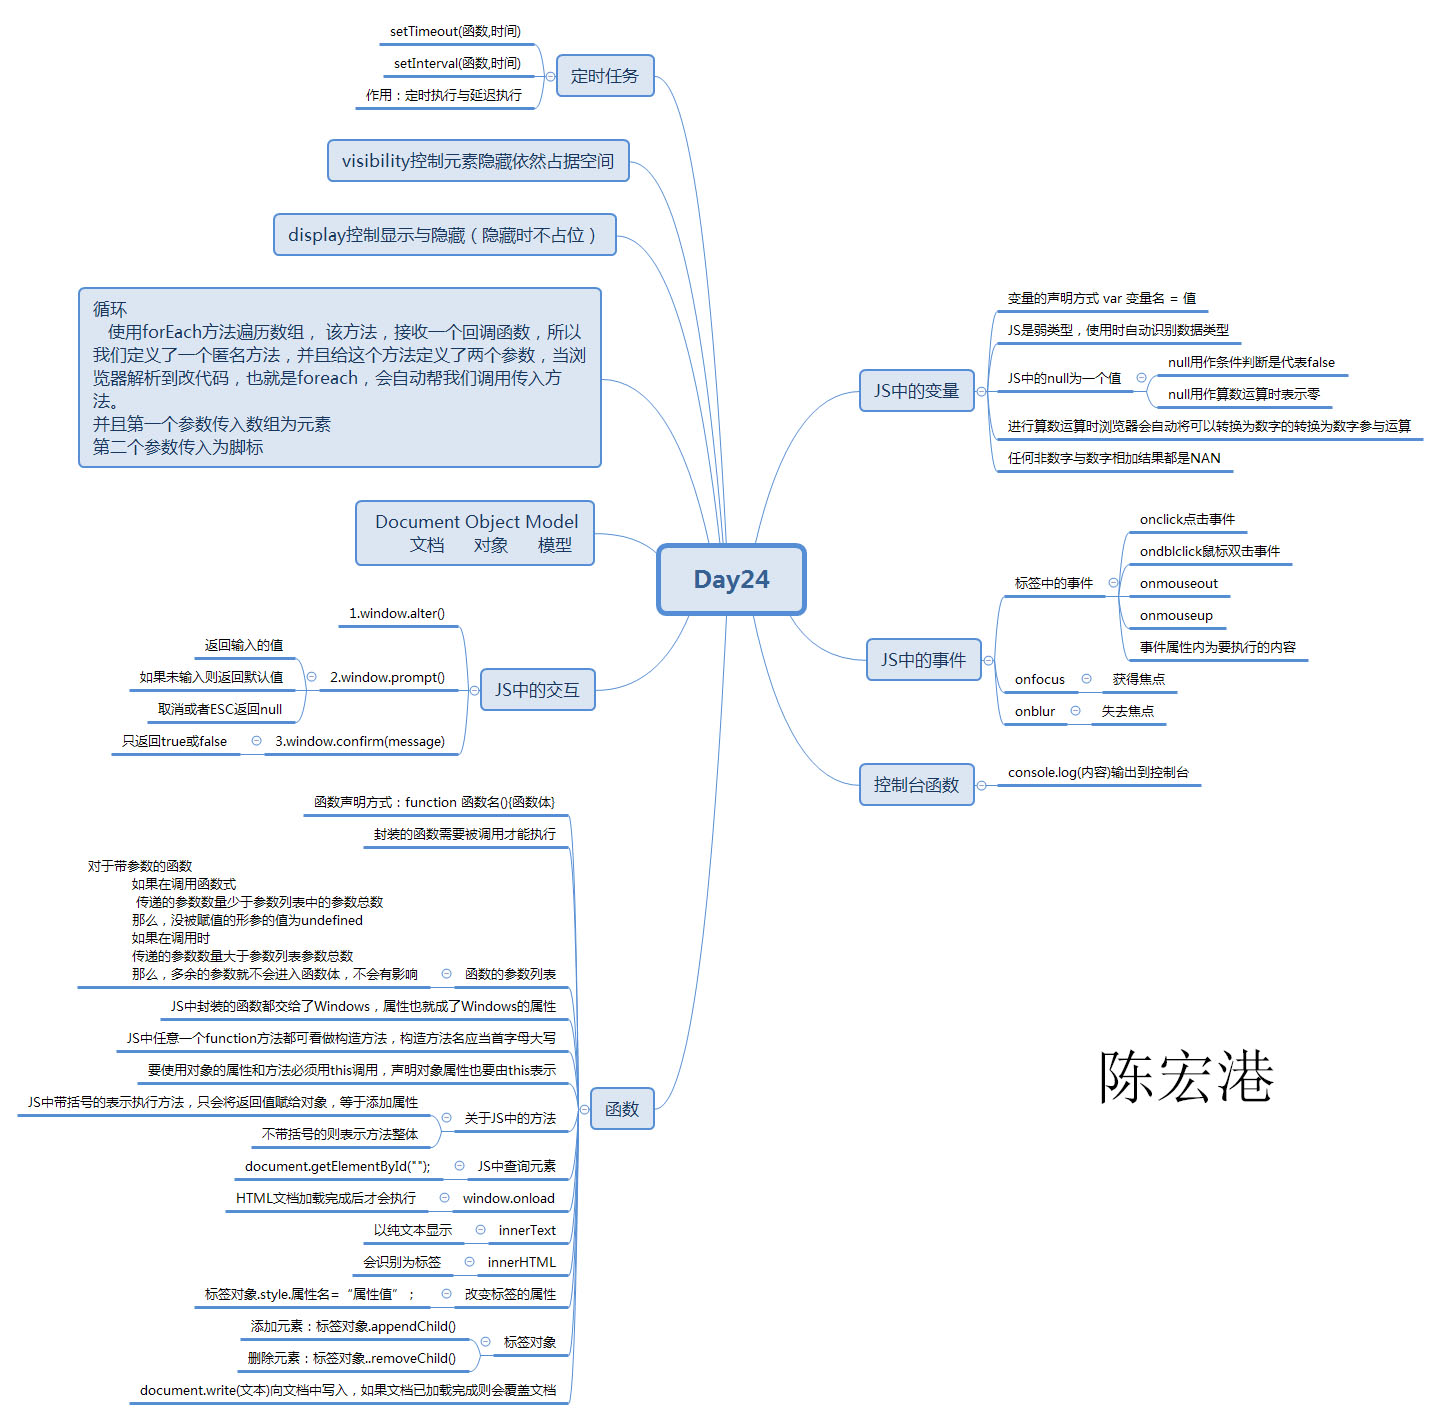 Day24
JS中的变量
变量的声明方式 var 变量名 = 值
JS是弱类型，使用时自动识别数据类型
JS中的null为一个值
null用作条件判断是代表false
null用作算数运算时表示零
进行算数运算时浏览器会自动将可以转换为数字的转换为数字参与运算
任何非数字与数字相加结果都是NAN
JS中的事件
标签中的事件
onclick点击事件
ondblclick鼠标双击事件
onmouseout
onmouseup
事件属性内为要执行的内容
onfocus
获得焦点
onblur
失去焦点
控制台函数
console.log(内容)输出到控制台
定时任务
setTimeout(函数,时间)
setInterval(函数,时间)
作用：定时执行与延迟执行
visibility控制元素隐藏依然占据空间
display控制显示与隐藏（隐藏时不占位）
循环
使用forEach方法遍历数组， 该方法，接收一个回调函数，所以
我们定义了一个匿名方法，并且给这个方法定义了两个参数，当浏
览器解析到改代码，也就是foreach，会自动帮我们调用传入方
法。
并且第一个参数传入数组为元素
第二个参数传入为脚标
Document Object Model
文档 对象 模型
JS中的交互
1.window.alter()
2.window.prompt()
返回输入的值
如果未输入则返回默认值
取消或者ESC返回null
3.window.confirm(message)
只返回true或false
函数
函数声明方式：function 函数名(){函数体}
封装的函数需要被调用才能执行
函数的参数列表
对于带参数的函数
如果在调用函数式
传递的参数数量少于参数列表中的参数总数
那么，没被赋值的形参的值为undefined
如果在调用时
传递的参数数量大于参数列表参数总数
那么，多余的参数就不会进入函数体，不会有影响
JS中封装的函数都交给了Windows，属性也就成了Windows的属性
JS中任意一个function方法都可看做构造方法，构造方法名应当首字母大写
要使用对象的属性和方法必须用this调用，声明对象属性也要由this表示
关于JS中的方法
JS中带括号的表示执行方法，只会将返回值赋给对象，等于添加属性
不带括号的则表示方法整体
JS中查询元素
document.getElementById("");
window.onload
HTML文档加载完成后才会执行
innerText
以纯文本显示
innerHTML
会识别为标签
改变标签的属性
标签对象.style.属性名=“属性值”；
标签对象
添加元素：标签对象.appendChild()
删除元素：标签对象..removeChild()
document.write(文本)向文档中写入，如果文档已加载完成则会覆盖文档
陈宏港